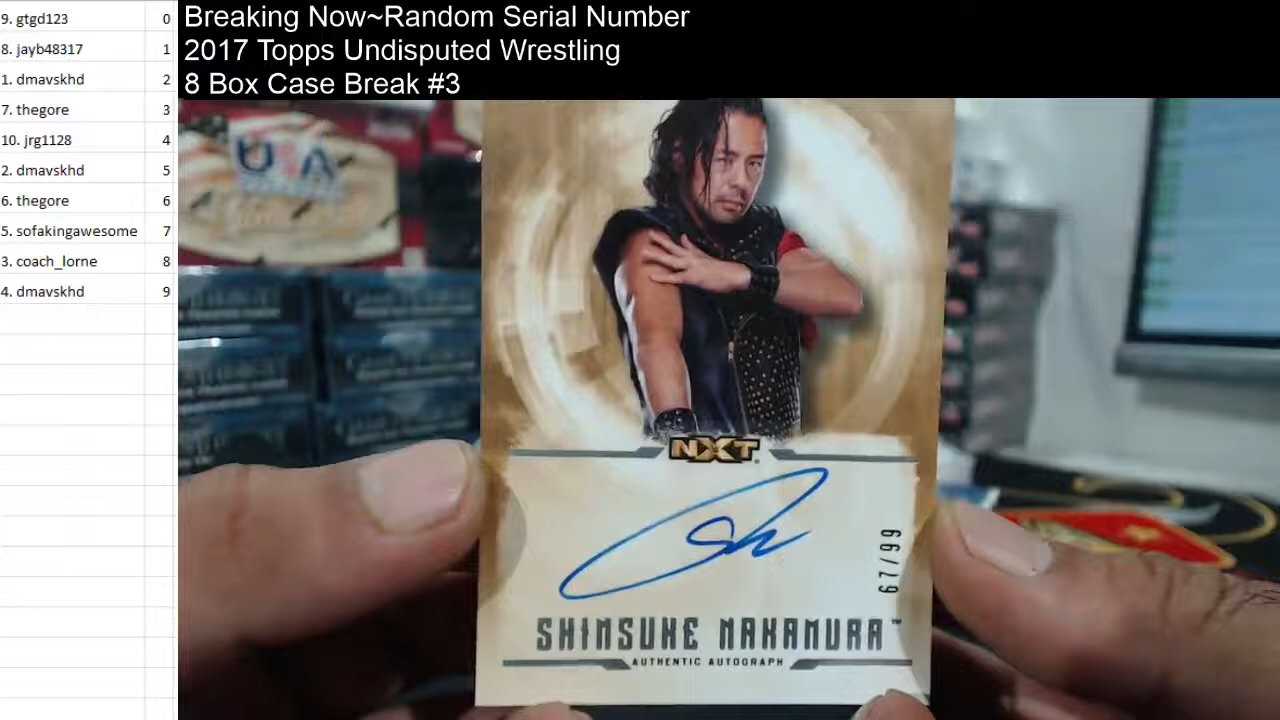 9. gtgd123 0
8. jayb48317 1
1. dmavskhd 2
7. thegore 3
10. jrg1128 4
2. dmavskhd 5
6. thegore 6
5. sofakingawesome 7
3. coach_lorne 8
4. dmavskhd 9
Breaking Now~Random Serial Number
2017 Topps Undisputed Wrestling
8 Box Case Break #3
USA
NXT
67/99
SHINSUKE NAKAMURA™
AUTHENTIC AUTOGRAPH